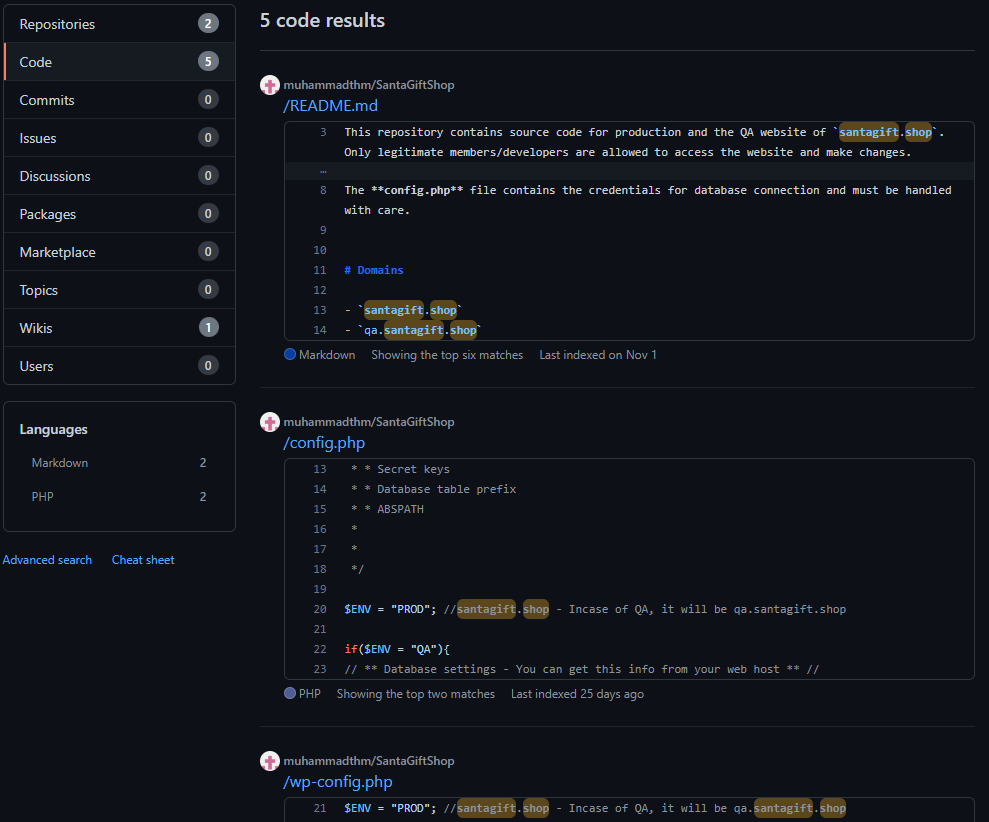 Repositories 2
Code 5
Commits 0
Issues 0
Discussions 0
Packages 0
Marketplace 0
Topics 0
Wikis 1
Users 0
Languages
Markdown 2
PHP 2
Advanced search Cheat sheet
5 code results
muhammadthm/SantaGiftShop
/README.md
3 This repository contains source code for production and the QA website of `santagift.shop`.
Only legitimate members/developers are allowed to access the website and make changes.
…
8 The **config.php** file contains the credentials for database connection and must be handled
with care.
9
10
11 # Domains
12
13 - `santagift.shop`
14 - `qa.santagift.shop`
Markdown Showing the top six matches Last indexed on Nov 1
muhammadthm/SantaGiftShop
/config.php
13 * * Secret keys
14 * * Database table prefix
15 * * ABSPATH
16 *
17 *
18 */
19
20 $ENV = "PROD"; //santagift.shop - Incase of QA, it will be qa.santagift.shop
21
22 if($ENV = "QA"){
23 // ** Database settings - You can get this info from your web host ** //
PHP Showing the top two matches Last indexed 25 days ago
muhammadthm/SantaGiftShop
/wp-config.php
21 $ENV = "PROD"; //santagift.shop - Incase of QA, it will be qa.santagift.shop